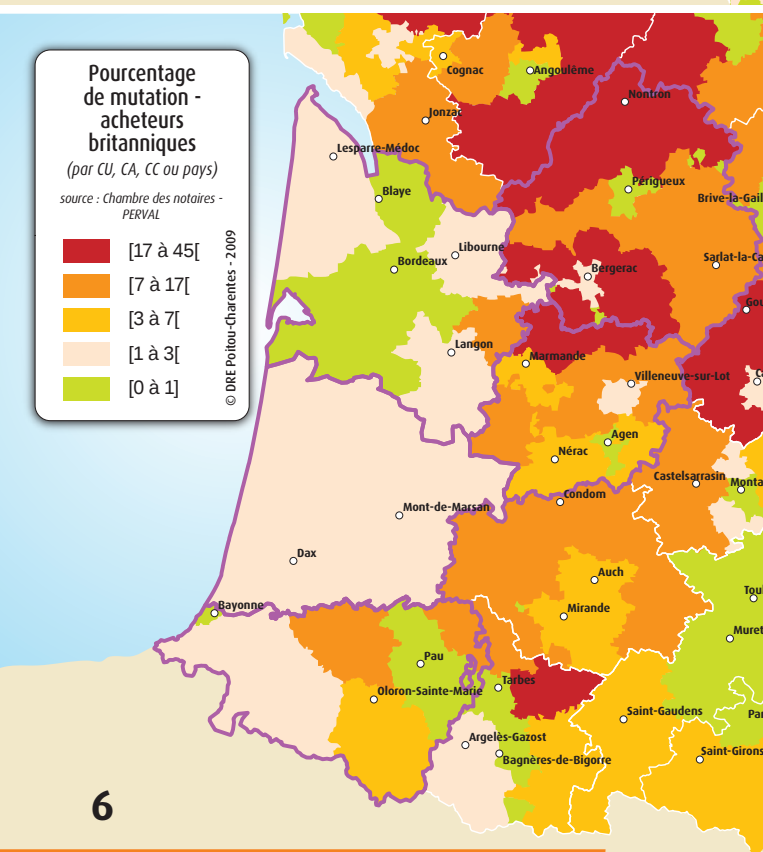 Pourcentage
de mutation -
acheteurs
britanniques
(par CU, CA, CC ou pays)
source : Chambre des notaires -
PERVAL
[17 à 45[
[7 à 17[
[3 à 7[
[1 à 3[
[0 à 1]
© DRE Poitou-Charentes - 2009
Cognac
Angoulême
Nontron
Jonzac
Lesparre-Médoc
Blaye
Périgueux
Brive-la-Gail
Libourne
Bordeaux
Bergerac
Sarlat-la-Ca
Gou
Langon
Marmande
Villeneuve-sur-Lot
Agen
Nérac
Castelsarrasin
Monta
Condom
Mont-de-Marsan
Dax
Auch
Mirande
Toul
Bayonne
Muret
Pau
Tarbes
Oloron-Sainte-Marie
Saint-Gaudens
Pa
Argelès-Gazost
Bagnères-de-Bigorre
Saint-Girons
6